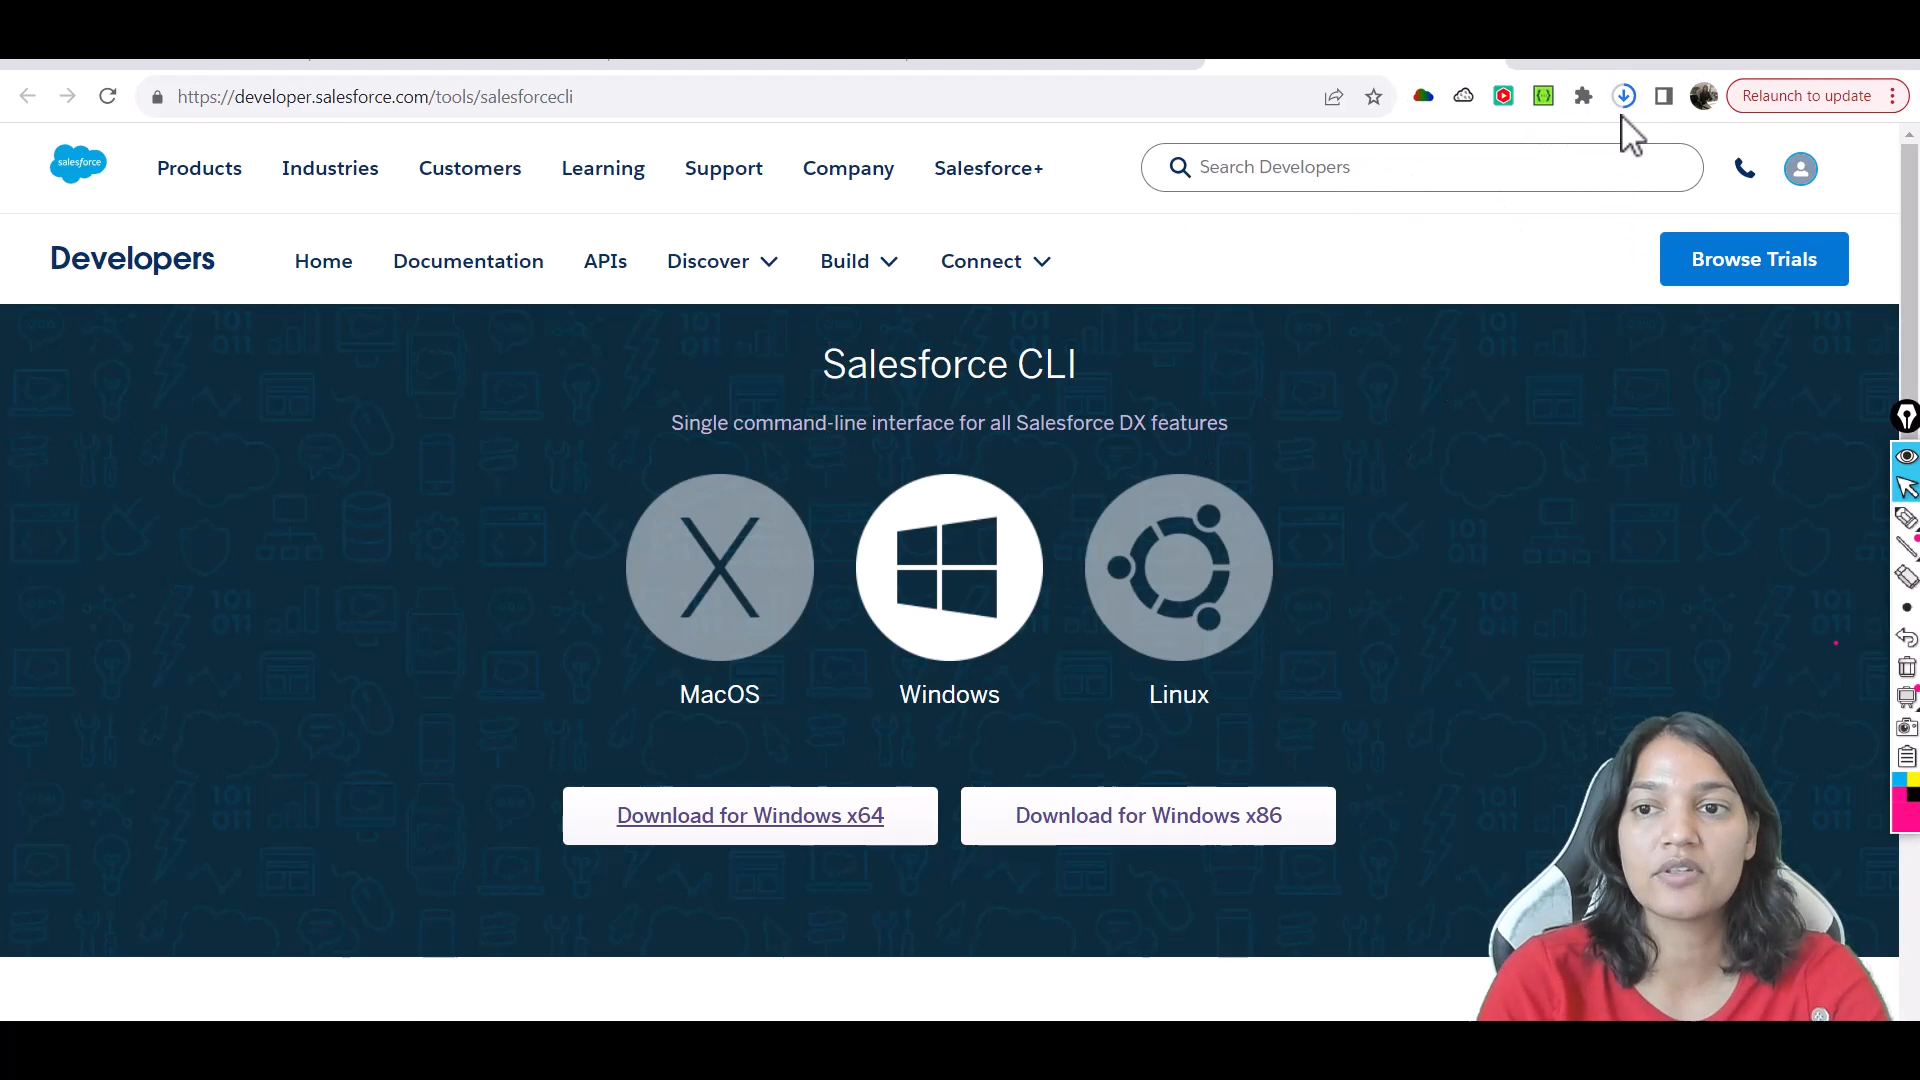 https://developer.salesforce.com/tools/salesforcecli
Relaunch to update
salesforce
Products
Industries
Customers
Learning
Support
Company
Salesforce+
Search Developers
Developers
Home
Documentation
APIs
Discover
Build
Connect
Browse Trials
Salesforce CLI
Single command-line interface for all Salesforce DX features
MacOS
Windows
Linux
Download for Windows x64
Download for Windows x86